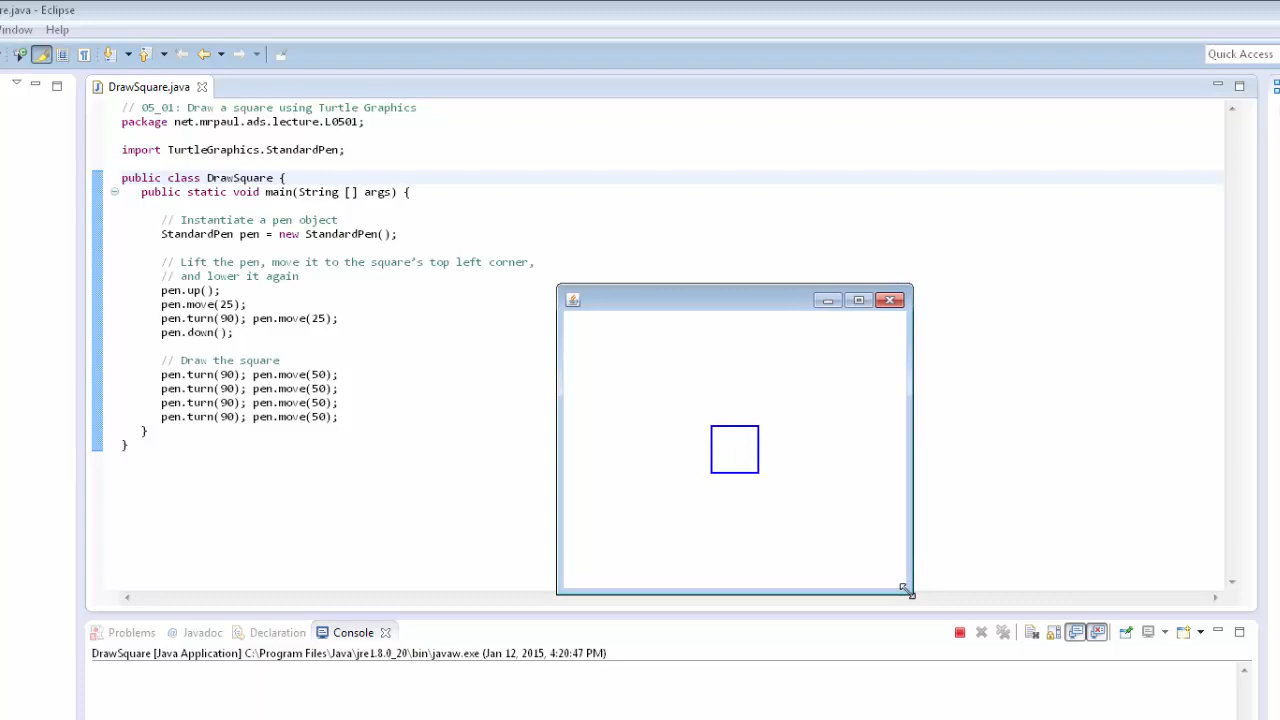 re.java - Eclipse
Window Help
Quick Access
DrawSquare.java
// 05_01: Draw a square using Turtle Graphics
package net.mrpaul.ads.lecture.L0501;
import TurtleGraphics.StandardPen;
public class DrawSquare {
public static void main(String [] args) {
// Instantiate a pen object
StandardPen pen = new StandardPen();
// Lift the pen, move it to the square's top left corner,
// and lower it again
pen.up();
pen.move(25);
pen.turn(90); pen.move(25);
pen.down();
// Draw the square
pen.turn(90); pen.move(50);
pen.turn(90); pen.move(50);
pen.turn(90); pen.move(50);
pen.turn(90); pen.move(50);
}
}
Problems @ Javadoc Declaration Console
DrawSquare [Java Application] C:\Program Files\Java\jre1.8.0_20\bin\javaw.exe (Jan 12, 2015, 4:20:47 PM)